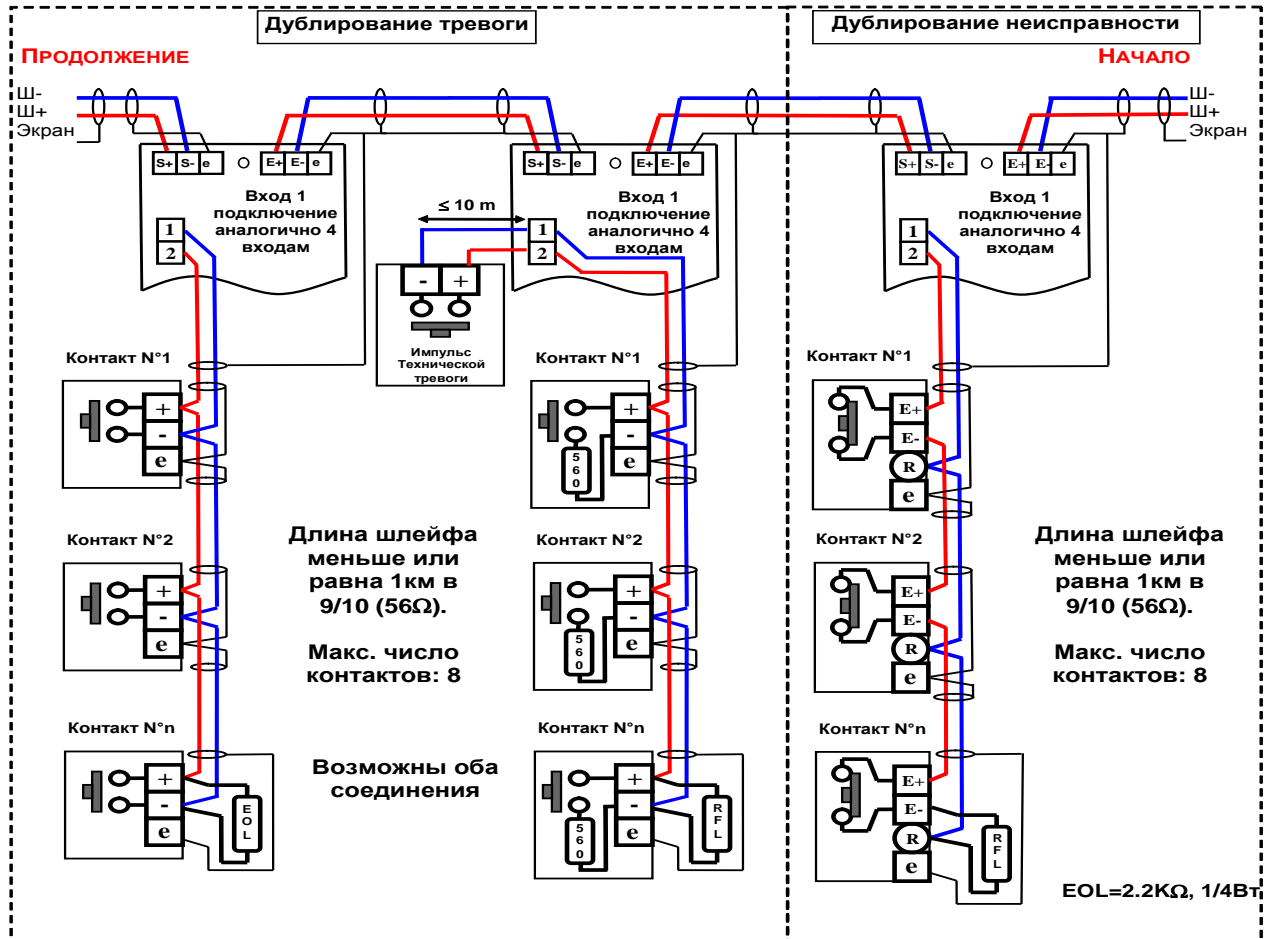 Дублирование тревоги
Дублирование неисправности
ПРОДОЛЖЕНИЕ
НАЧАЛО
Ш-
Ш+
Экран
Ш-
Ш+
Экран
S+ S- e
E+ E- e
S+ S- e
E+ E- e
S+ S- e
E+ E- e
Вход 1
подключение
аналогично 4
входам
1
2
≤ 10 m
Вход 1
подключение
аналогично 4
входам
1
2
Вход 1
подключение
аналогично 4
входам
1
2
- +
Импульс
Технической
тревоги
Контакт N°1
+
-
e
Контакт N°1
+
-
e
560
Контакт N°1
E+
E-
R
e
Контакт N°2
+
-
e
Длина шлейфа
меньше или
равна 1км в
9/10 (56Ω).
Макс. число
контактов: 8
Контакт N°2
+
-
e
560
Контакт N°2
E+
E-
R
e
Длина шлейфа
меньше или
равна 1км в
9/10 (56Ω).
Макс. число
контактов: 8
Контакт N°n
+
-
e
EOL
Возможны оба
соединения
Контакт N°n
+
-
e
560
RFL
Контакт N°n
E+
E-
R
e
RFL
EOL=2.2KΩ, 1/4Вт